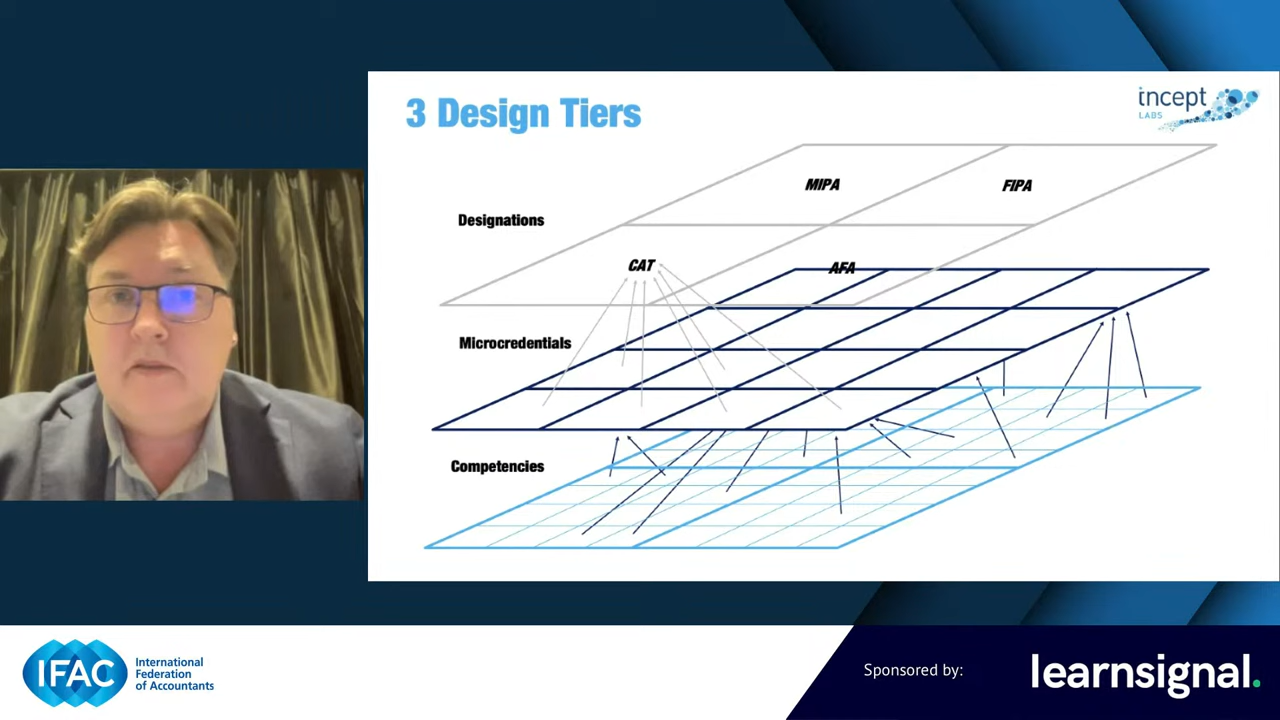 3 Design Tiers
incept
LABS
MIPA
FIPA
Designations
CAT
AFA
Microcredentials
Competencies
IFAC
International
Federation
of Accountants
Sponsored by:
learnsignal.